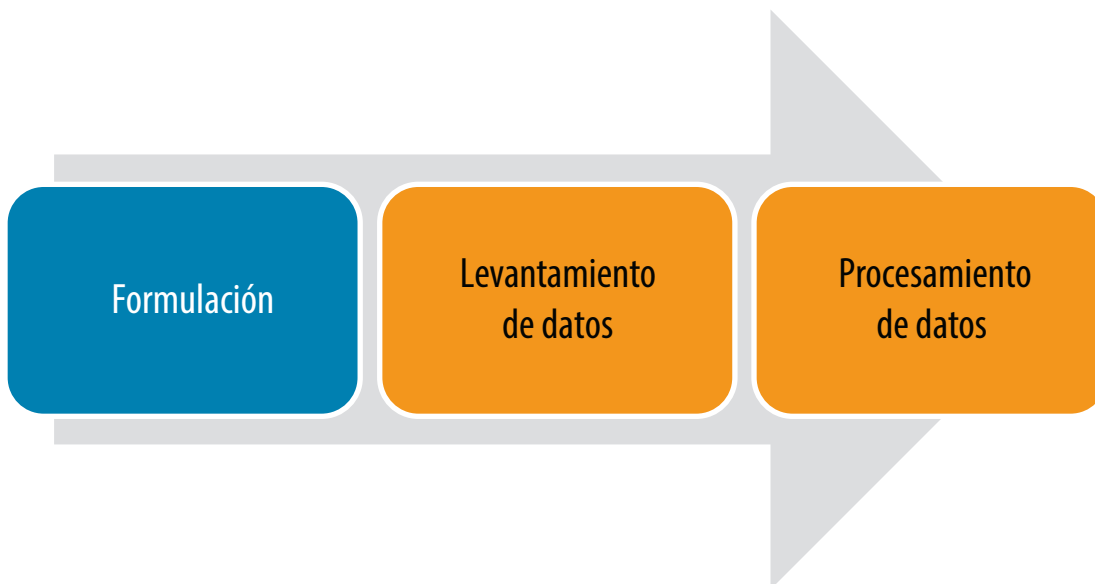 Formulación
Levantamiento
de datos
Procesamiento
de datos